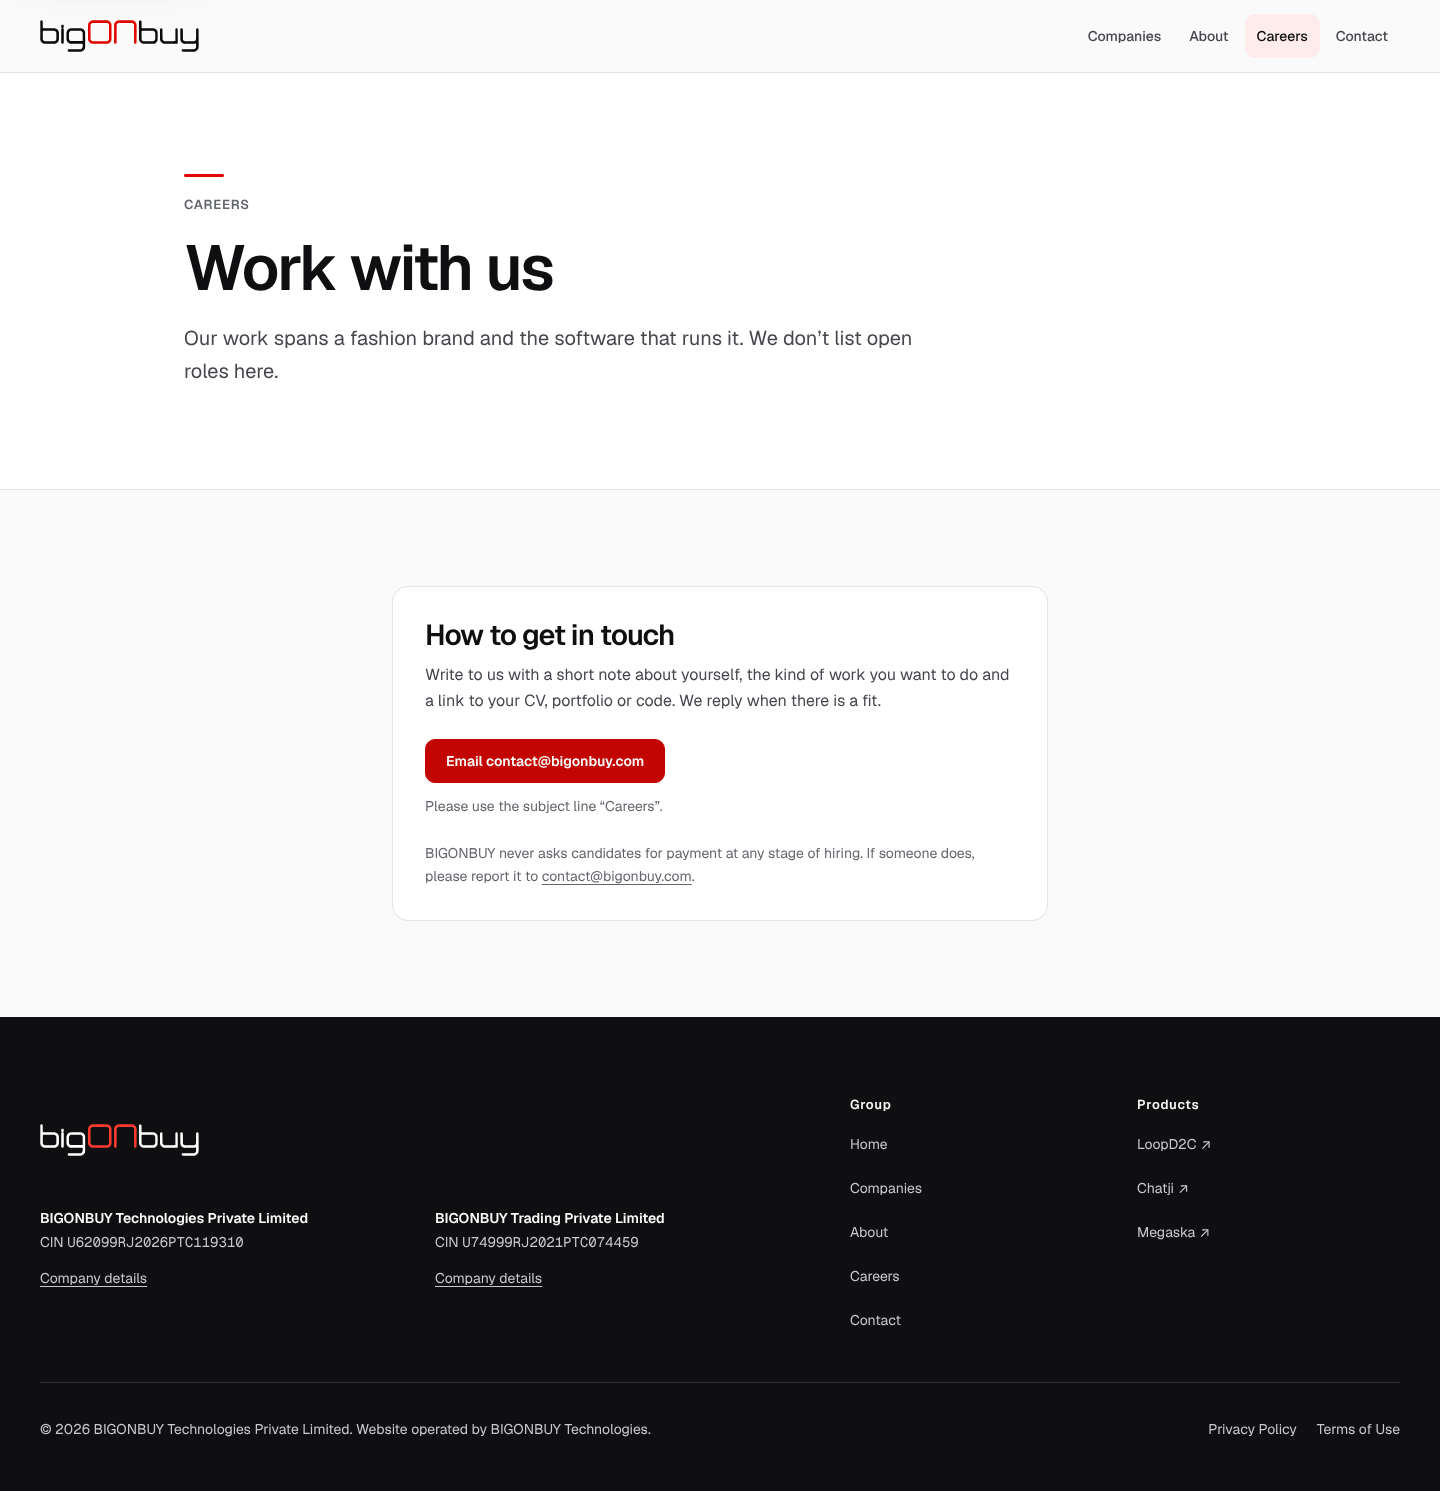 bigONbuy
Companies
About
Careers
Contact
CAREERS
Work with us
Our work spans a fashion brand and the software that runs it. We don’t list open
roles here.
How to get in touch
Write to us with a short note about yourself, the kind of work you want to do and
a link to your CV, portfolio or code. We reply when there is a fit.
Email contact@bigonbuy.com
Please use the subject line “Careers”.
BIGONBUY never asks candidates for payment at any stage of hiring. If someone does,
please report it to contact@bigonbuy.com.
bigONbuy
BIGONBUY Technologies Private Limited
CIN U62099RJ2026PTC119310
Company details
BIGONBUY Trading Private Limited
CIN U74999RJ2021PTC074459
Company details
Group
Home
Companies
About
Careers
Contact
Products
LoopD2C ↗
Chatji ↗
Megaska ↗
© 2026 BIGONBUY Technologies Private Limited. Website operated by BIGONBUY Technologies.
Privacy Policy
Terms of Use